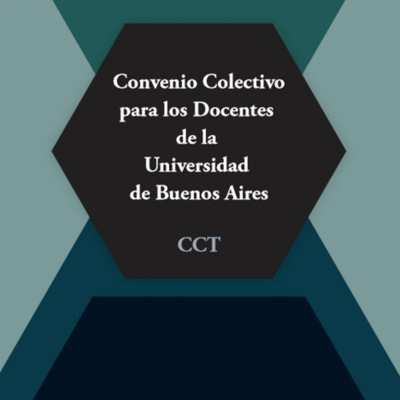 Convenio Colectivo
para los Docentes
de la
Universidad
de Buenos Aires
CCT